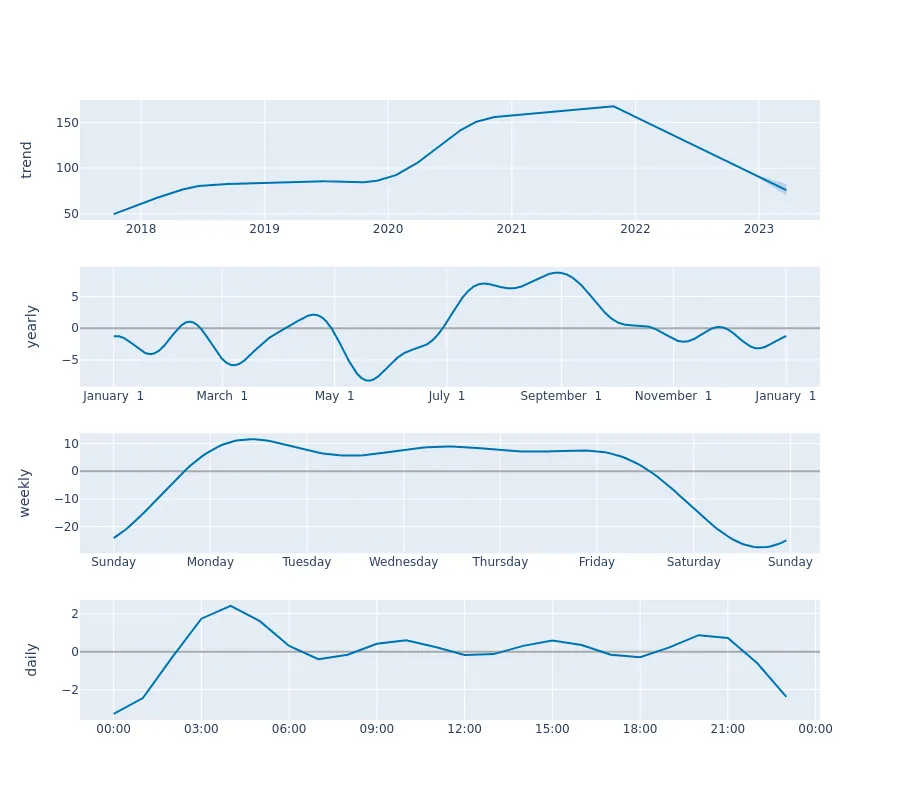 trend
150
100
50
2018 2019 2020 2021 2022 2023
yearly
5
0
−5
January 1 March 1 May 1 July 1 September 1 November 1 January 1
weekly
10
0
−10
−20
Sunday Monday Tuesday Wednesday Thursday Friday Saturday Sunday
daily
2
0
−2
00:00 03:00 06:00 09:00 12:00 15:00 18:00 21:00 00:00